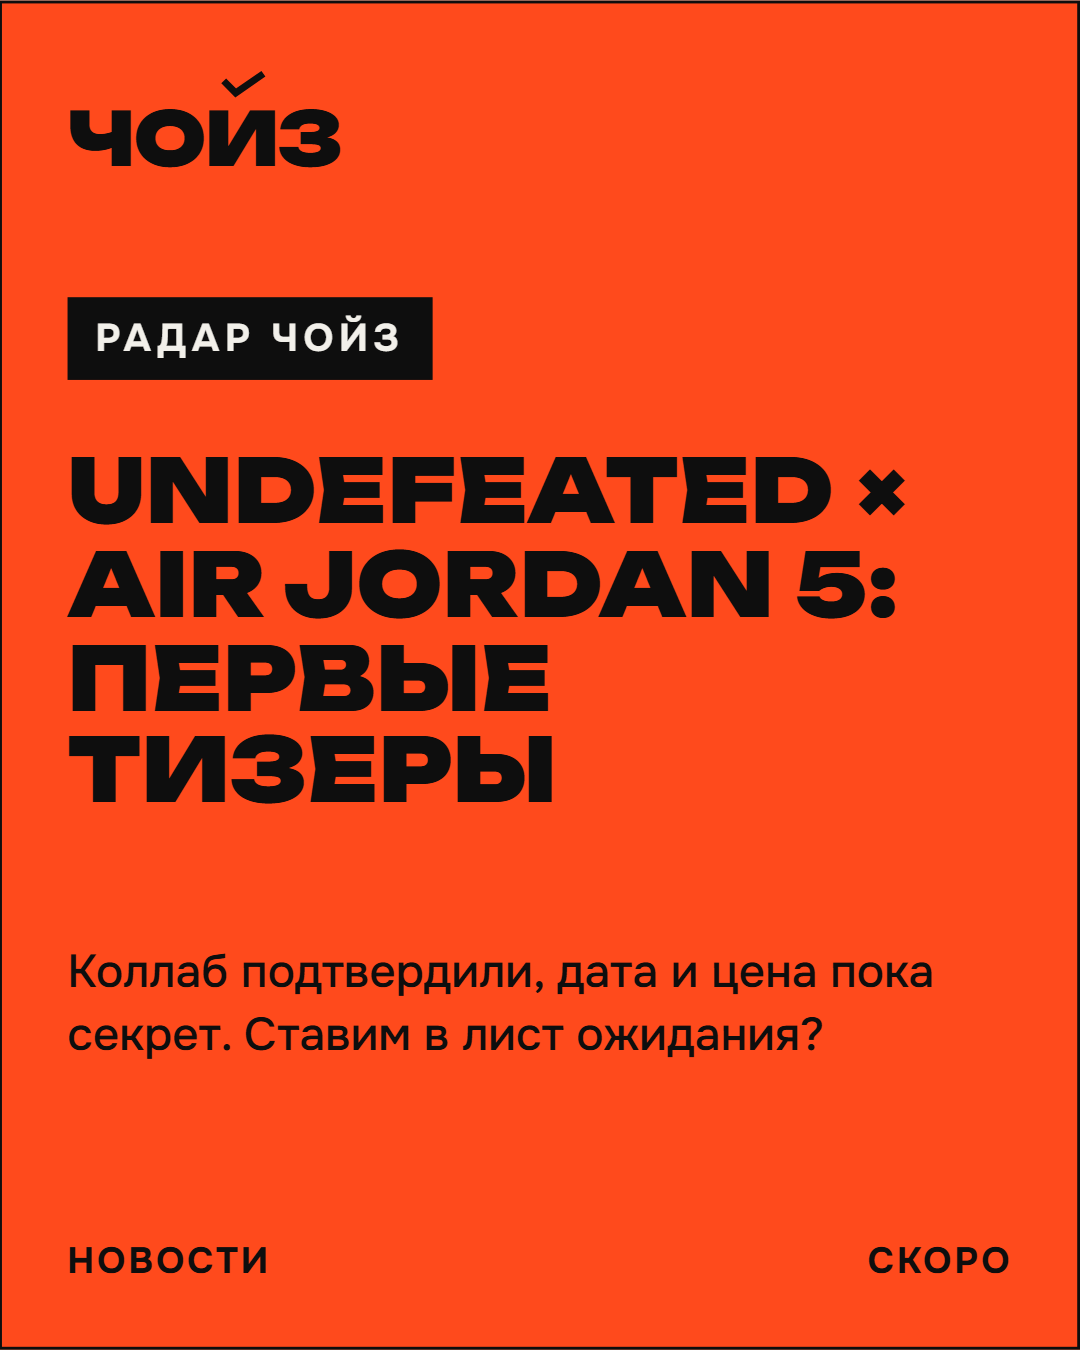 ЧОЙЗ
РАДАР ЧОЙЗ
UNDEFEATED ×
AIR JORDAN 5:
ПЕРВЫЕ
ТИЗЕРЫ
Коллаб подтвердили, дата и цена пока
секрет. Ставим в лист ожидания?
НОВОСТИ
СКОРО